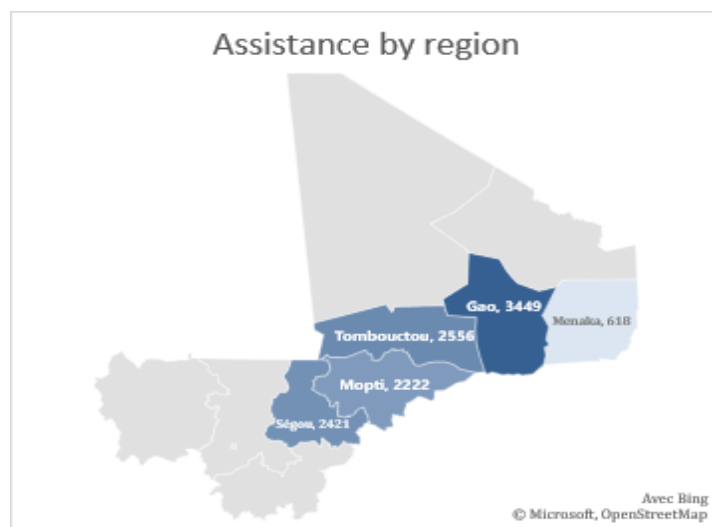 Assistance by region
Gao, 3449
Menaka, 618
Tombouctou, 2556
Mopti, 2222
Ségou, 2421
Avec Bing
© Microsoft, OpenStreetMap